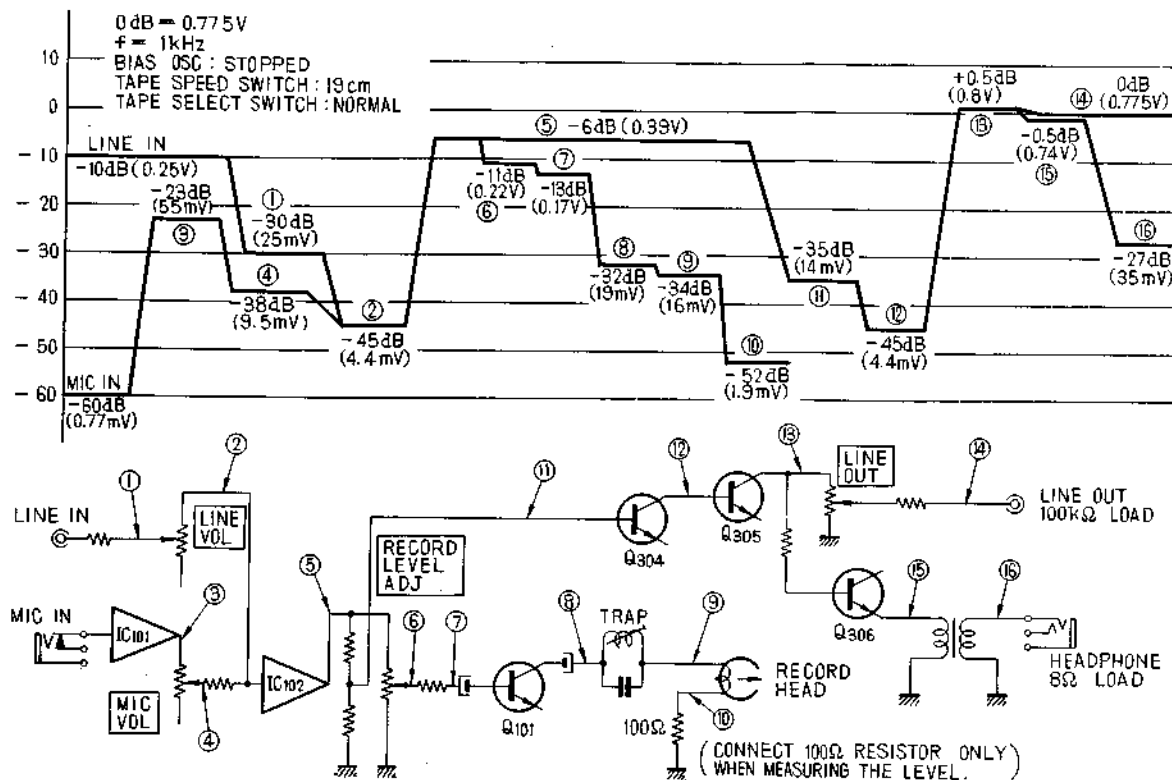 0dB = 0.775V
f = 1kHz
BIAS OSC : STOPPED
TAPE SPEED SWITCH : 19cm
TAPE SELECT SWITCH : NORMAL
10
0
-10
-20
-30
-40
-50
-60
LINE IN
-10dB (0.25V)
-23dB
(55mV)
③
①
-30dB
(25mV)
④
-38dB
(9.5mV)
②
-45dB
(4.4mV)
MIC IN
-60dB
(0.77mV)
⑤ -6dB (0.39V)
-11dB
(0.22V)
⑥
⑦
-13dB
(0.17V)
⑧
-32dB
(19mV)
⑨
-34dB
(16mV)
⑩
-52dB
(1.9mV)
-35dB
(14mV)
⑪
⑫
-45dB
(4.4mV)
+0.5dB
(0.8V)
⑬
0dB
⑭ (0.775V)
-0.5dB
(0.74V)
⑮
⑯
-27dB
(35mV)
②
①
LINE IN
LINE
VOL
MIC IN
IC101
③
MIC
VOL
④
IC102
⑤
RECORD
LEVEL
ADJ
⑥
⑦
Q101
⑧
TRAP
⑨
RECORD
HEAD
100Ω
⑩
(CONNECT 100Ω RESISTOR ONLY)
WHEN MEASURING THE LEVEL.
⑪
Q304
⑫
Q305
⑬
LINE
OUT
⑭
LINE OUT
100kΩ LOAD
Q306
⑮
⑯
HEADPHONE
8Ω LOAD